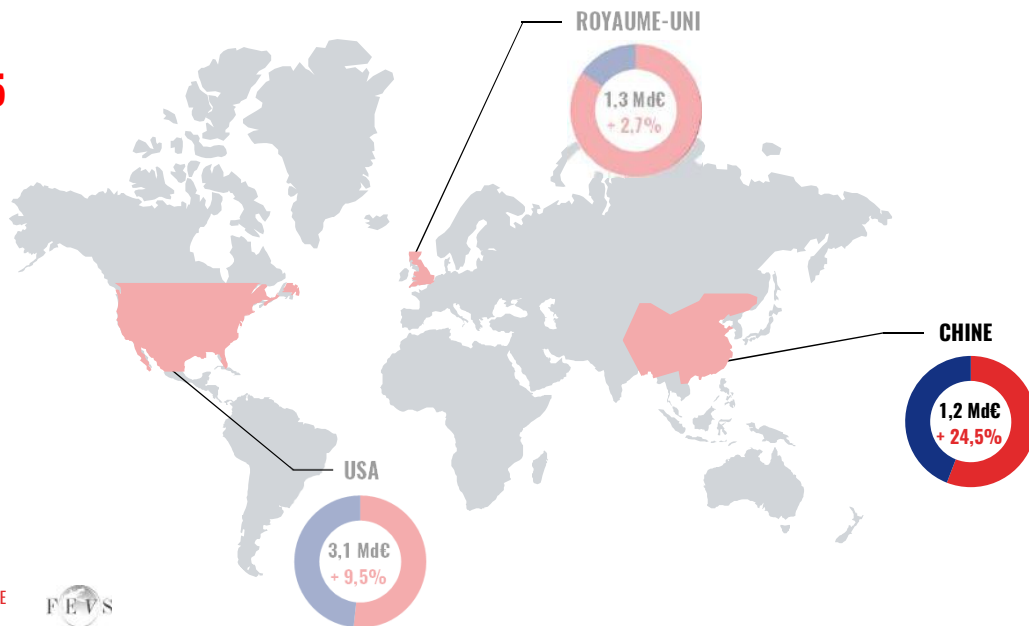 ROYAUME-UNI
1,3 Md€
+ 2,7%
5
CHINE
1,2 Md€
+ 24,5%
USA
3,1 Md€
+ 9,5%
E
FEVS